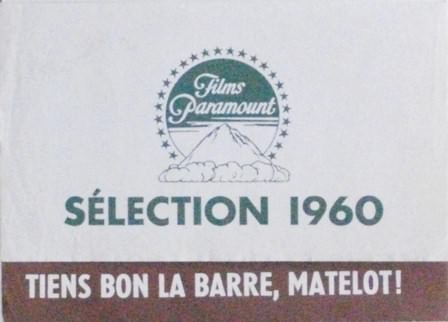 Films
Paramount
SÉLECTION 1960
TIENS BON LA BARRE, MATELOT!